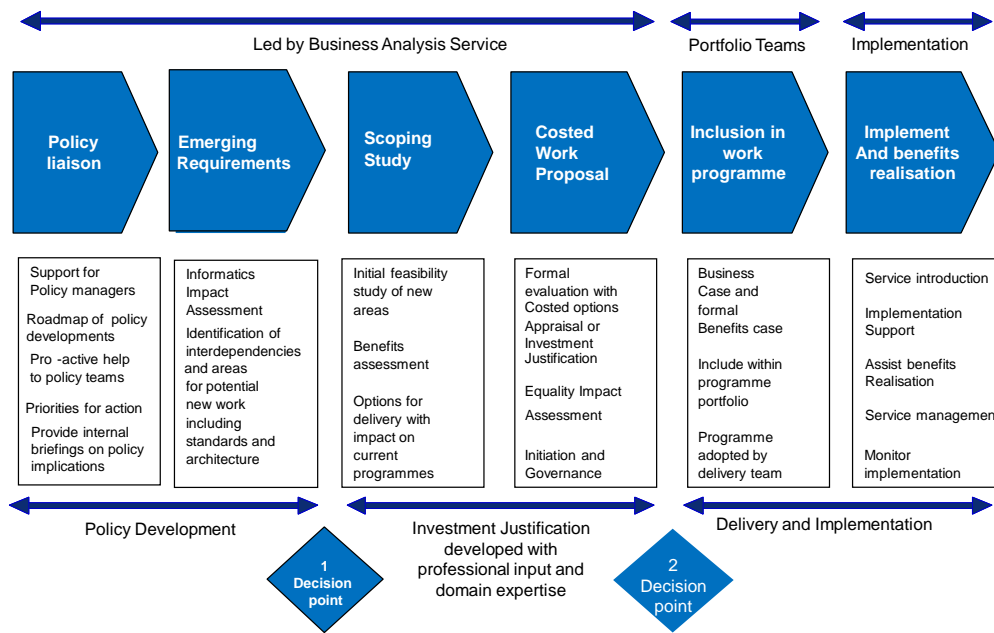 Led by Business Analysis Service
Portfolio Teams
Implementation
Policy
liaison
Emerging
Requirements
Scoping
Study
Costed
Work
Proposal
Inclusion in
work
programme
Implement
And benefits
realisation
Support for
Policy managers
Roadmap of policy
developments
Pro -active help
to policy teams
Priorities for action
Provide internal
briefings on policy
implications
Informatics
Impact
Assessment
Identification of
interdependencies
and areas
for potential
new work
including
standards and
architecture
Initial feasibility
study of new
areas
Benefits
assessment
Options for
delivery with
impact on
current
programmes
Formal
evaluation with
Costed options
Appraisal or
Investment
Justification
Equality Impact
Assessment
Initiation and
Governance
Business
Case and
formal
Benefits case
Include within
programme
portfolio
Programme
adopted by
delivery team
Service introduction
Implementation
Support
Assist benefits
Realisation
Service management
Monitor
implementation
Policy Development
Investment Justification
developed with
professional input and
domain expertise
Delivery and Implementation
1
Decision
point
2
Decision
point